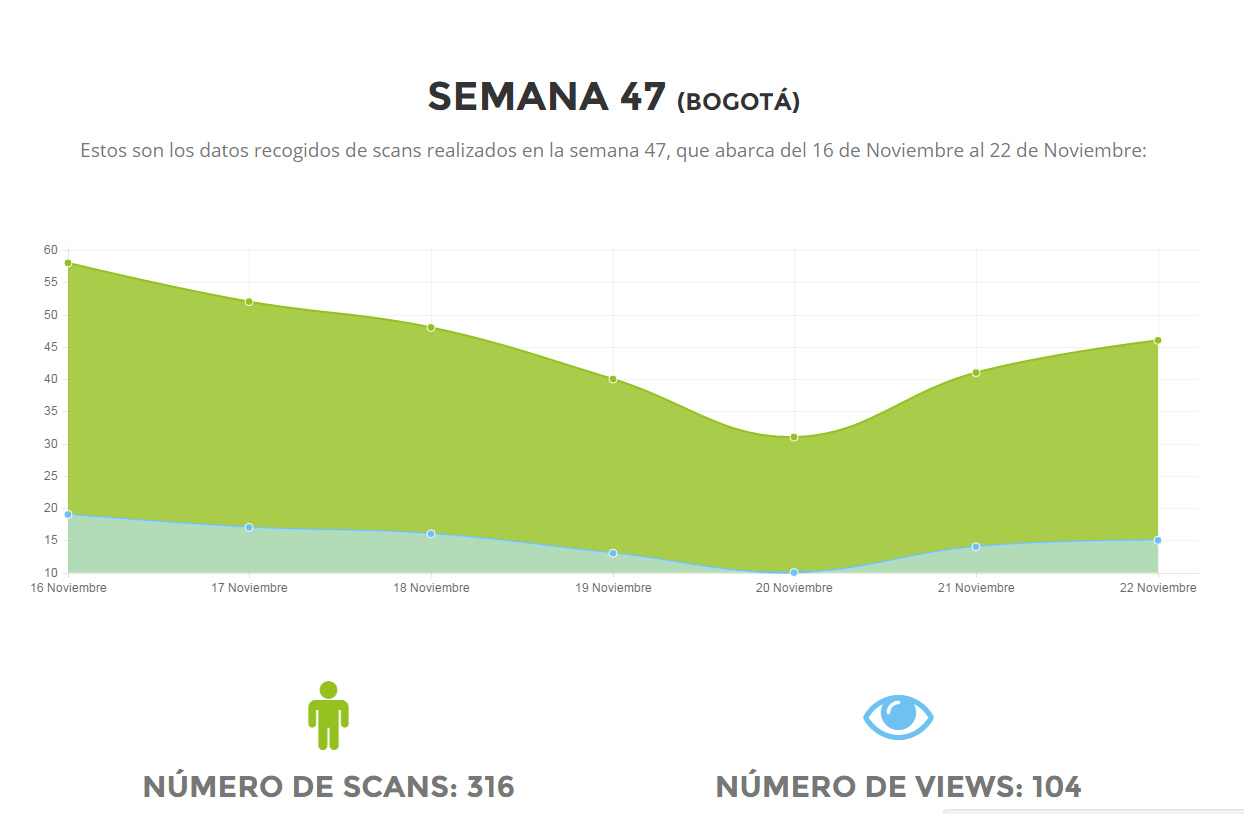 SEMANA 47 (BOGOTÁ)
Estos son los datos recogidos de scans realizados en la semana 47, que abarca del 16 de Noviembre al 22 de Noviembre:
60
55
50
45
40
35
30
25
20
15
10
16 Noviembre 17 Noviembre 18 Noviembre 19 Noviembre 20 Noviembre 21 Noviembre 22 Noviembre
NÚMERO DE SCANS: 316 NÚMERO DE VIEWS: 104